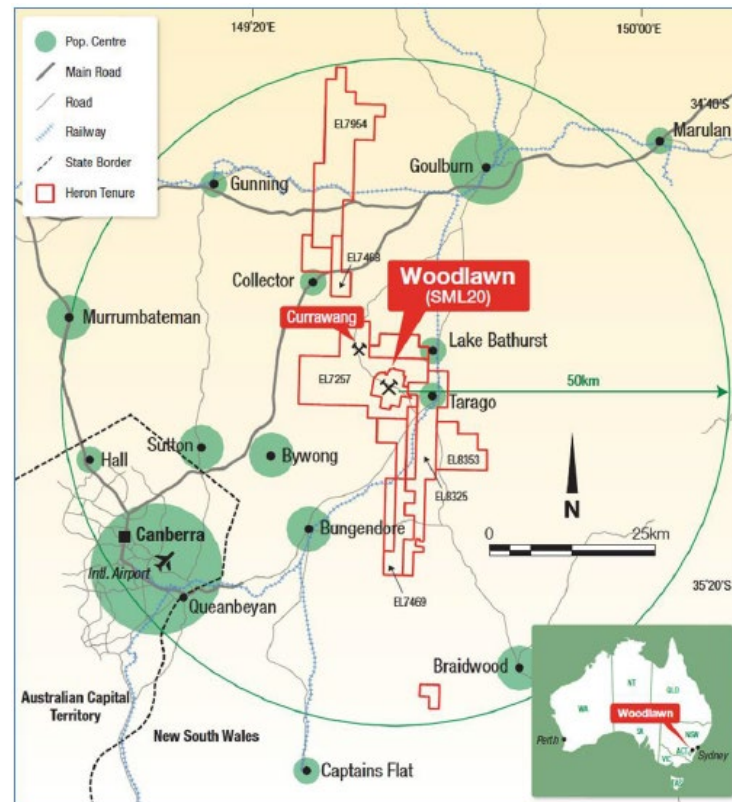 149°20'
150°00'
Pop. Centre
Main Road
Road
Railway
State Border
Heron Tenure
34°40'S
EL7954
Marulan
Goulburn
Gunning
EL7468
Collector
Woodlawn
(SML20)
Murrumbateman
Currawang
Lake Bathurst
EL7257
50km
Tarago
Hall
Sutton
Bywong
EL8353
EL8325
N
Canberra
Bungendore
0
25km
Intl. Airport
EL7469
Queanbeyan
35°20'S
Braidwood
Australian Capital
Territory
New South Wales
Captains Flat
NT
QLD
WA
Woodlawn
SA
NSW
Perth
ACT
Sydney
VIC